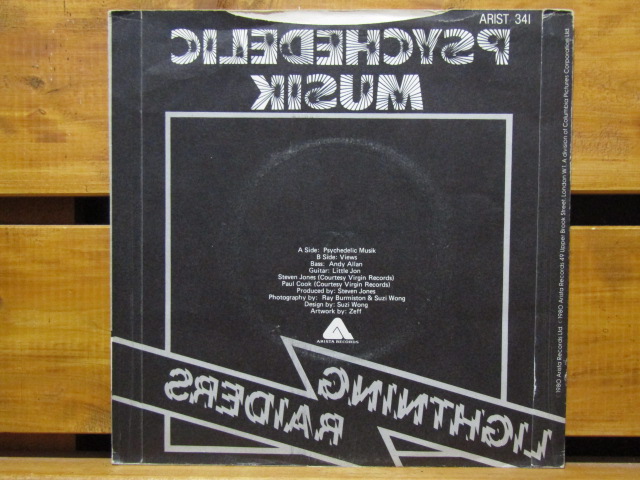 ARIST 341
PSYCHEDELIC
MUSIK
A Side: Psychedelic Musik
B Side: Views
Bass: Andy Allan
Guitar: Little Jon
Steven Jones (Courtesy Virgin Records)
Paul Cook (Courtesy Virgin Records)
Produced by: Steven Jones
Photography by: Ray Burmiston & Suzi Wong
Design by: Suzi Wong
Artwork by: Zeff
ARISTA RECORDS
LIGHTNING
RAIDERS
1980 Arista Records Ltd. · 1980 Arista Records 49 Upper Brook Street, London W1. A division of Columbia Pictures Corporation Ltd